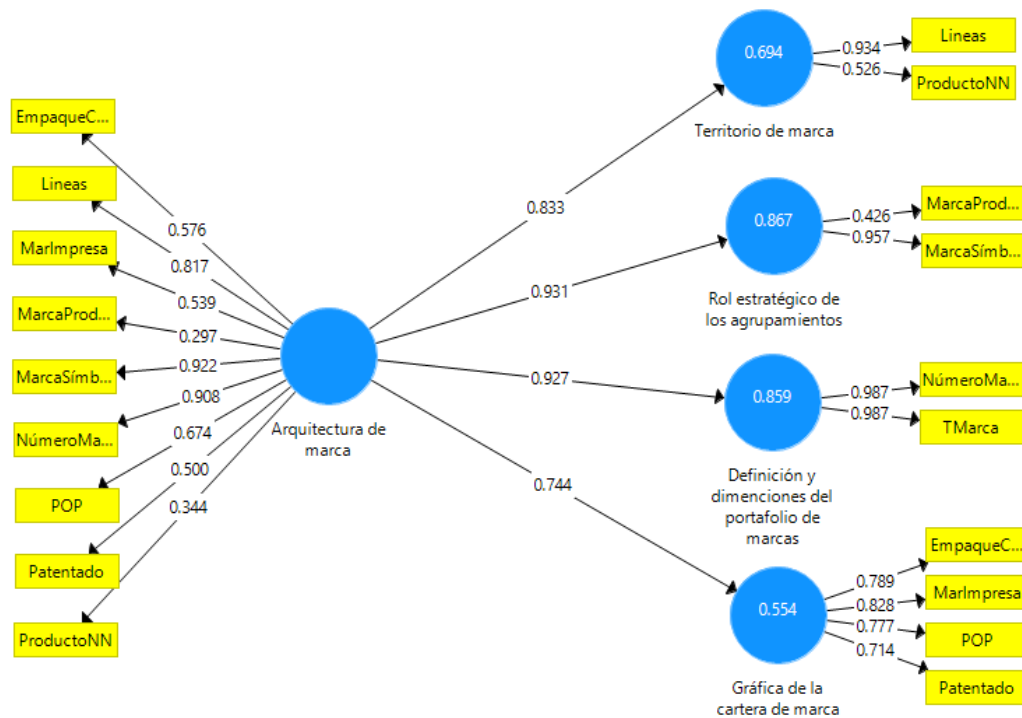 EmpaqueC...
Lineas
MarImpresa
MarcaProd...
MarcaSímb...
NúmeroMa...
POP
Patentado
ProductoNN
0.576
0.817
0.539
0.297
0.922
0.908
0.674
0.500
0.344
Arquitectura de
marca
0.833
0.931
0.927
0.744
0.694
Territorio de marca
0.934
0.526
Lineas
ProductoNN
0.867
Rol estratégico de
los agrupamientos
0.426
0.957
MarcaProd...
MarcaSímb...
0.859
Definición y
dimenciones del
portafolio de
marcas
0.987
0.987
NúmeroMa...
TMarca
0.554
Gráfica de la
cartera de marca
0.789
0.828
0.777
0.714
EmpaqueC...
MarImpresa
POP
Patentado